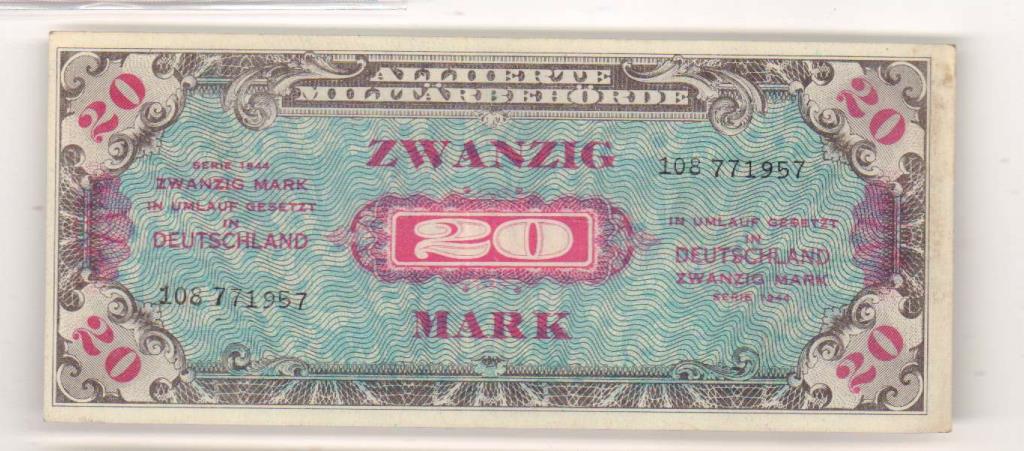 20
20
ALLIIERTE
MILITÄRBEHÖRDE
ZWANZIG
108 771957
SERIE 1944
ZWANZIG MARK
IN UMLAUF GESETZT
IN
DEUTSCHLAND
20
IN UMLAUF GESETZT
IN
DEUTSCHLAND
ZWANZIG MARK
SERIE 1944
108 771957
MARK
20
20